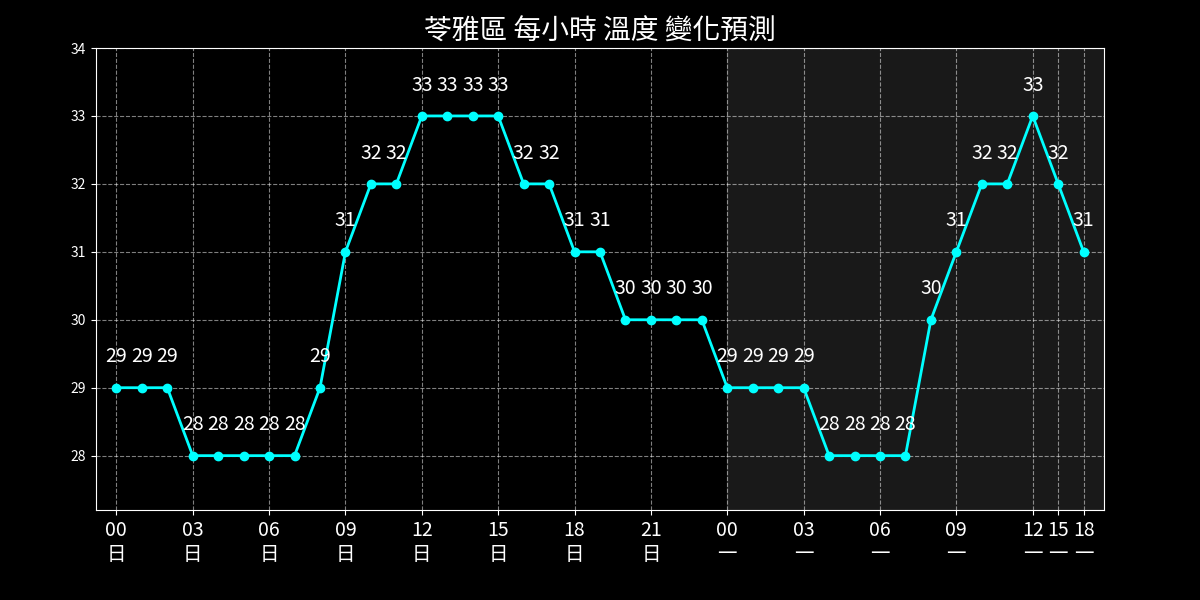 苓雅區 每小時 溫度 變化預測
34
33
32
31
30
29
28
33 33 33 33 33
32 32 32 32 32 32 32
31 31 31 31 31
30 30 30 30 30
29 29 29 29 29 29 29 29
28 28 28 28 28 28 28 28 28
00 03 06 09 12 15 18 21 00 03 06 09 12 15 18
日 日 日 日 日 日 日 日 一 一 一 一 一 一 一